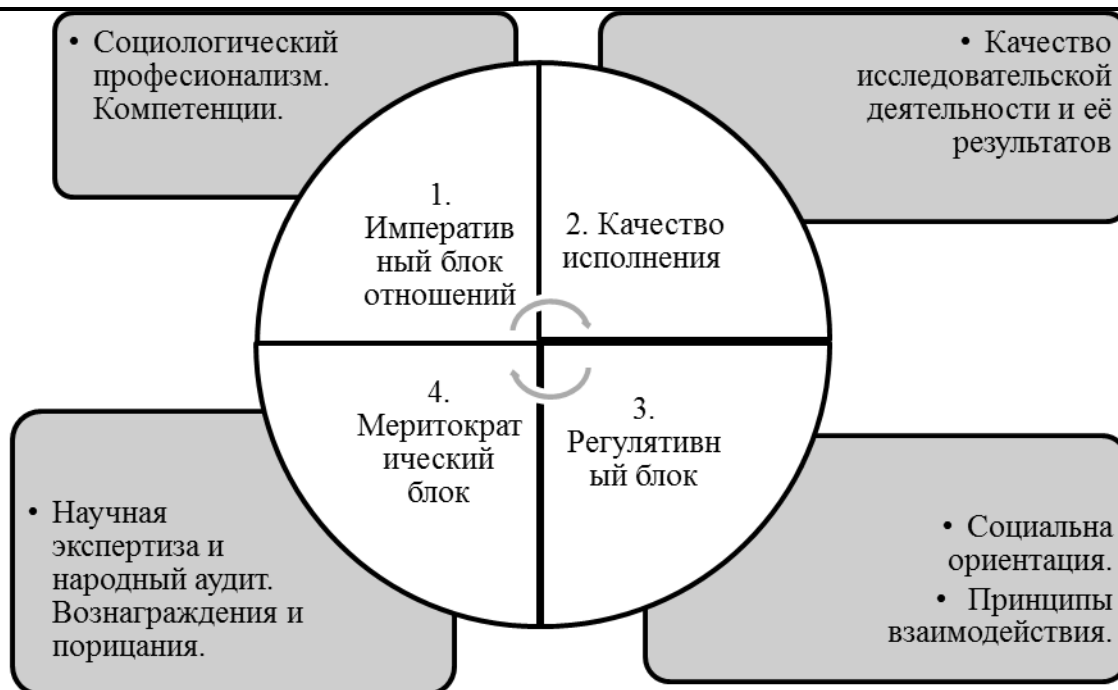 • Социологический
професионализм.
Компетенции.
• Качество
исследовательской
деятельности и её
результатов
1.
Императив
ный блок
отношений
2. Качество
исполнения
4.
Меритократ
ический
блок
3.
Регулятивн
ый блок
• Научная
экспертиза и
народный аудит.
Вознаграждения и
порицания.
• Социальна
ориентация.
• Принципы
взаимодействия.